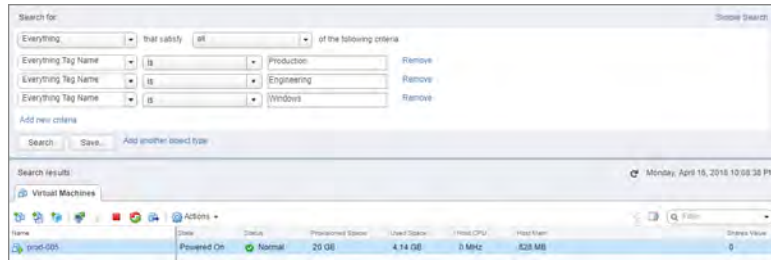 Search for: Simple Search
Everything that satisfy all of the following criteria
Everything Tag Name is Production Remove
Everything Tag Name is Engineering Remove
Everything Tag Name is Windows Remove
Add new criteria
Search Save... Add another object type
Search results: Monday, April 18, 2016 10:08:38 PM
Virtual Machines
Actions Filter
Name State Status Provisioned Space Used Space Host CPU Host Mem Shares Value
prod-005 Powered On Normal 20 GB 4.14 GB 0 MHz 628 MB 0